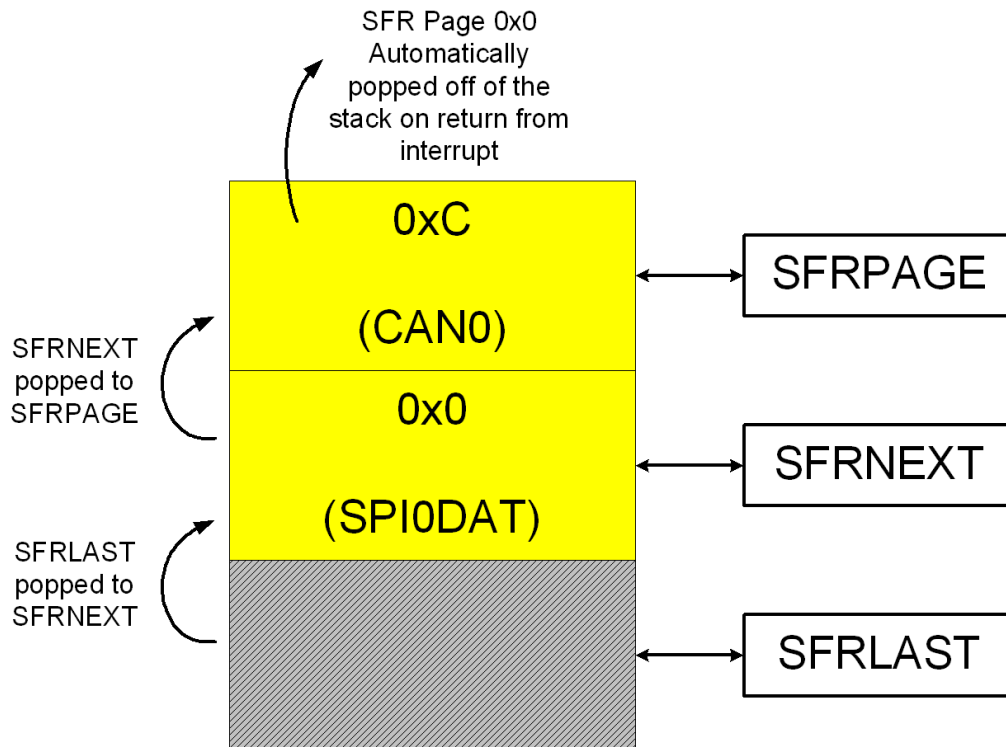 SFR Page 0x0
Automatically
popped off of the
stack on return from
interrupt
0xC
(CAN0)
SFRPAGE
SFRNEXT
popped to
SFRPAGE
0x0
(SPI0DAT)
SFRNEXT
SFRLAST
popped to
SFRNEXT
SFRLAST